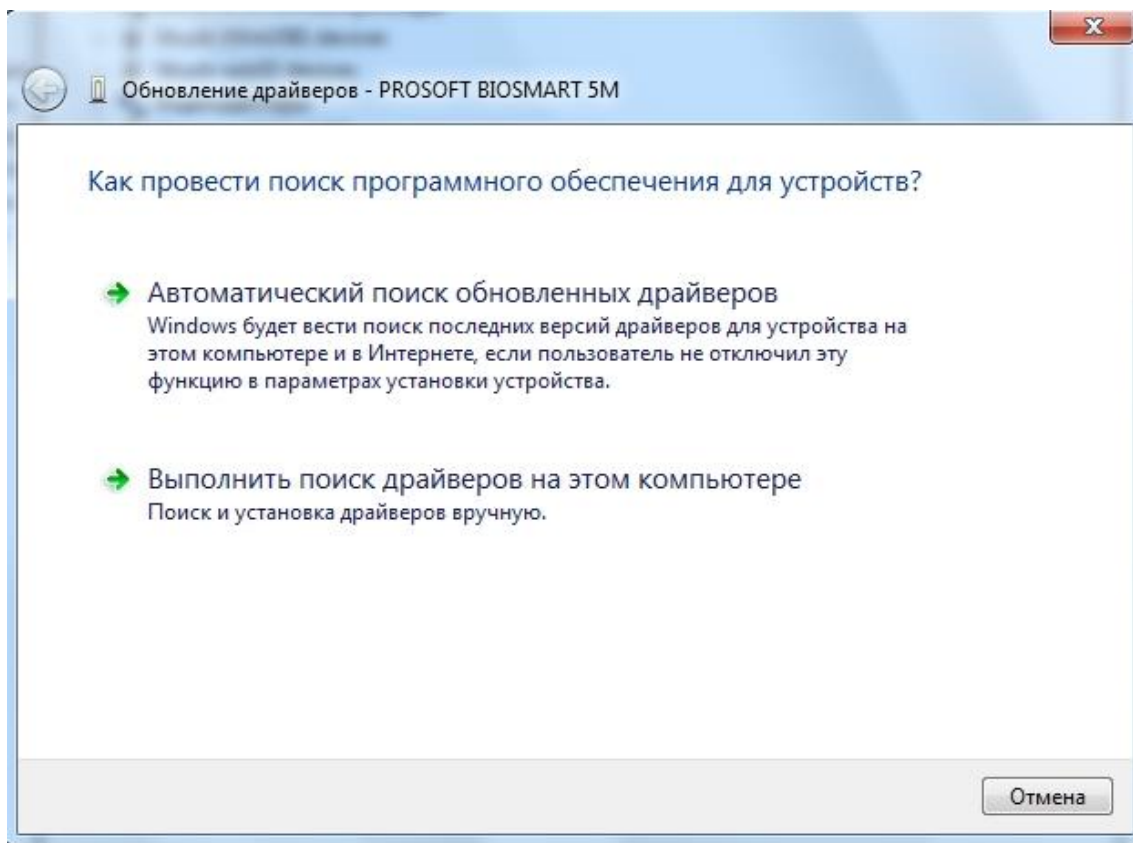 Обновление драйверов - PROSOFT BIOSMART 5M
Как провести поиск программного обеспечения для устройств?
Автоматический поиск обновленных драйверов
Windows будет вести поиск последних версий драйверов для устройства на
этом компьютере и в Интернете, если пользователь не отключил эту
функцию в параметрах установки устройства.
Выполнить поиск драйверов на этом компьютере
Поиск и установка драйверов вручную.
Отмена